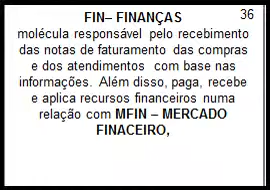 36
FIN– FINANÇAS
molécula responsável pelo recebimento
das notas de faturamento das compras
e dos atendimentos com base nas
informações. Além disso, paga, recebe
e aplica recursos financeiros numa
relação com MFIN – MERCADO
FINACEIRO,